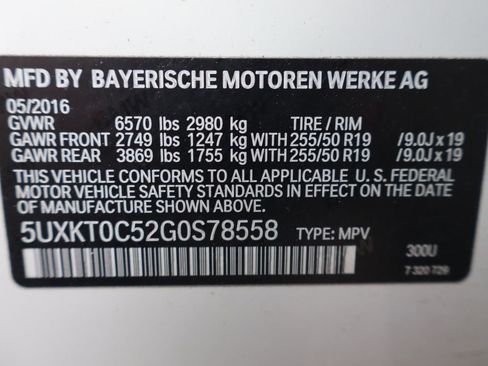 MFD BY BAYERISCHE MOTOREN WERKE AG
05/2016
GVWR 6570 lbs 2980 kg TIRE / RIM
GAWR FRONT 2749 lbs 1247 kg WITH 255/50 R19 /9.0J x 19
GAWR REAR 3869 lbs 1755 kg WITH 255/50 R19 /9.0J x 19
THIS VEHICLE CONFORMS TO ALL APPLICABLE U.S. FEDERAL
MOTOR VEHICLE SAFETY STANDARDS IN EFFECT ON THE DATE
OF MANUFACTURE SHOWN ABOVE.
5UXKT0C52G0S78558 TYPE: MPV
300U
7 320 729